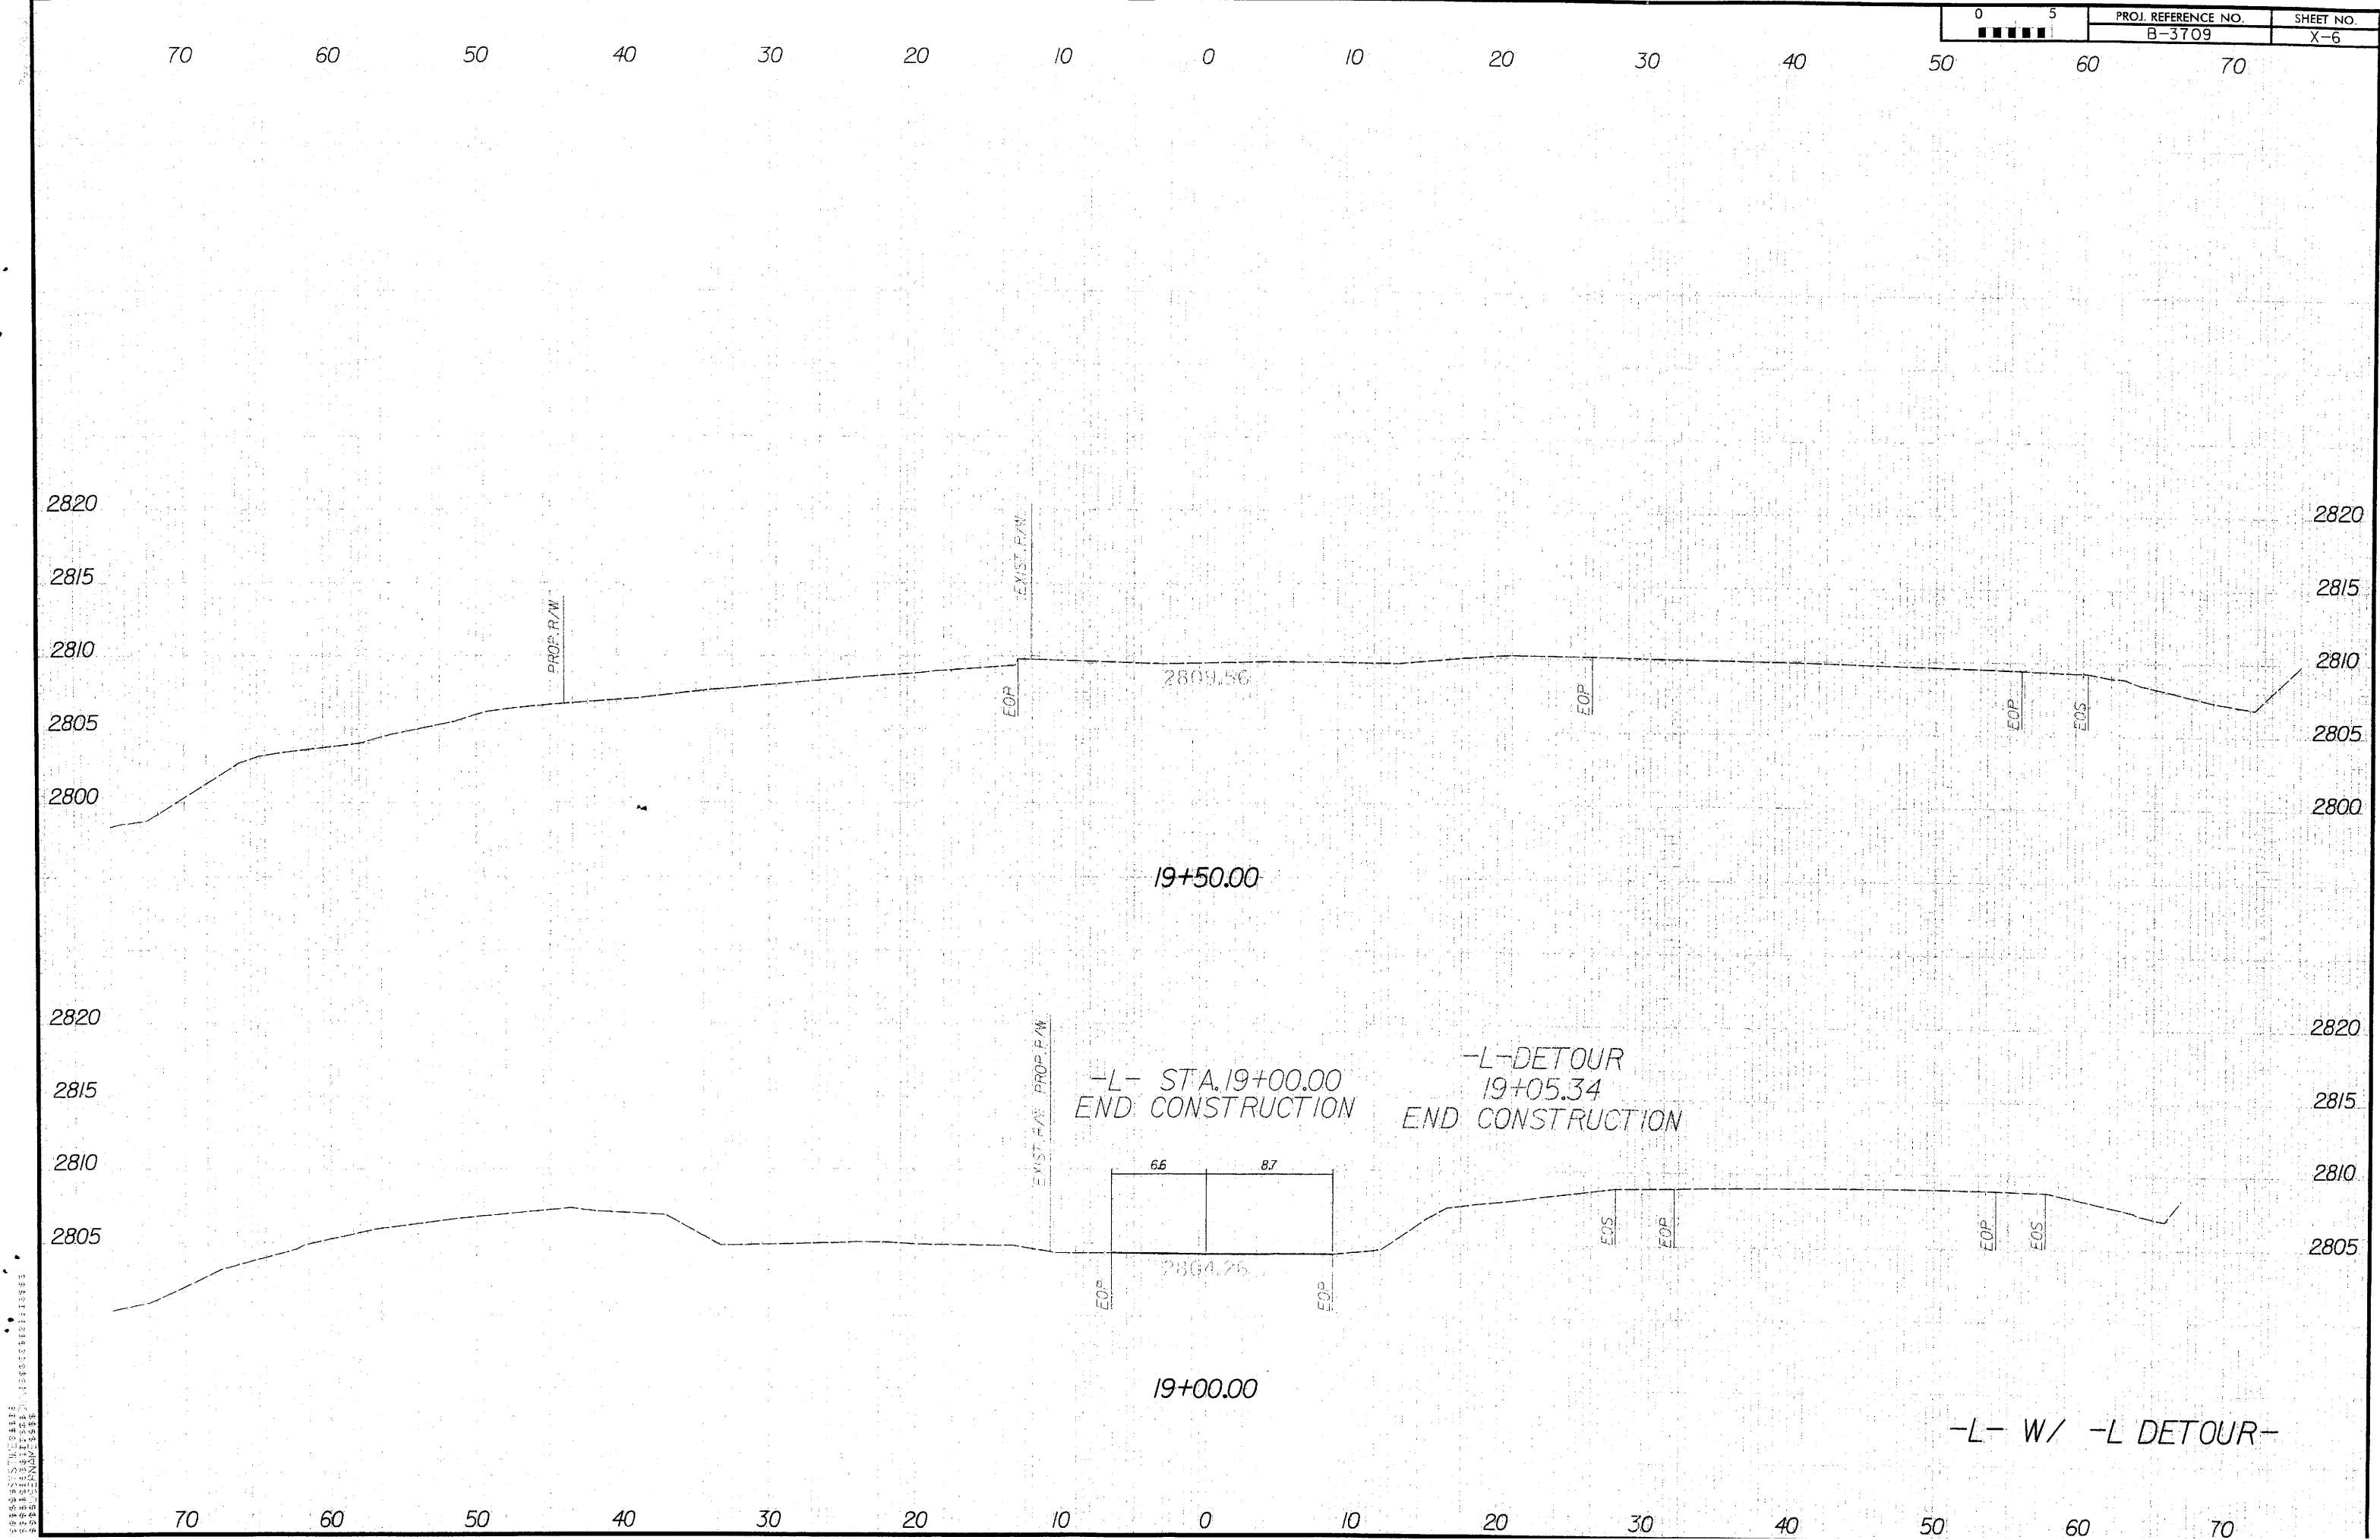 0 5
PROJ. REFERENCE NO. SHEET NO.
B-3709 X-6
70 60 50 40 30 20 10 0 10 20 30 40 50 60 70
2820 2820
EXIST. R/W
2815 2815
PROP. R/W
2810 2810
2809.56
EOP EOP EOP EOS
2805 2805
2800 2800
19+50.00
2820 2820
EXIST. R/W PROP. R/W
-L- STA. 19+00.00
END CONSTRUCTION
-L-DETOUR
19+05.34
END CONSTRUCTION
2815 2815
2810 2810
6.6 8.7
2805 2805
EOS EOP EOP EOS
2804.26
EOP EOP
19+00.00
-L- W/ -L DETOUR-
70 60 50 40 30 20 10 0 10 20 30 40 50 60 70